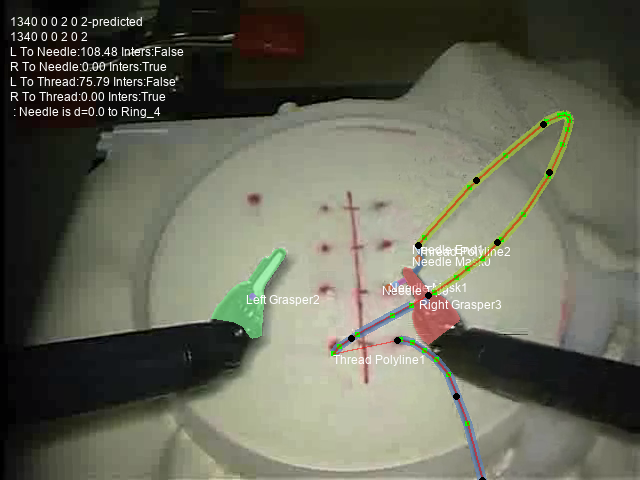 1340 0 0 2 0 2-predicted
1340 0 0 2 0 2
L To Needle:108.48 Inters:False
R To Needle:0.00 Inters:True
L To Thread:75.79 Inters:False
R To Thread:0.00 Inters:True
: Needle is d=0.0 to Ring_4
Thread Polyline2
Needle Mask0
Left Grasper2
Right Grasper3
Thread Polyline1